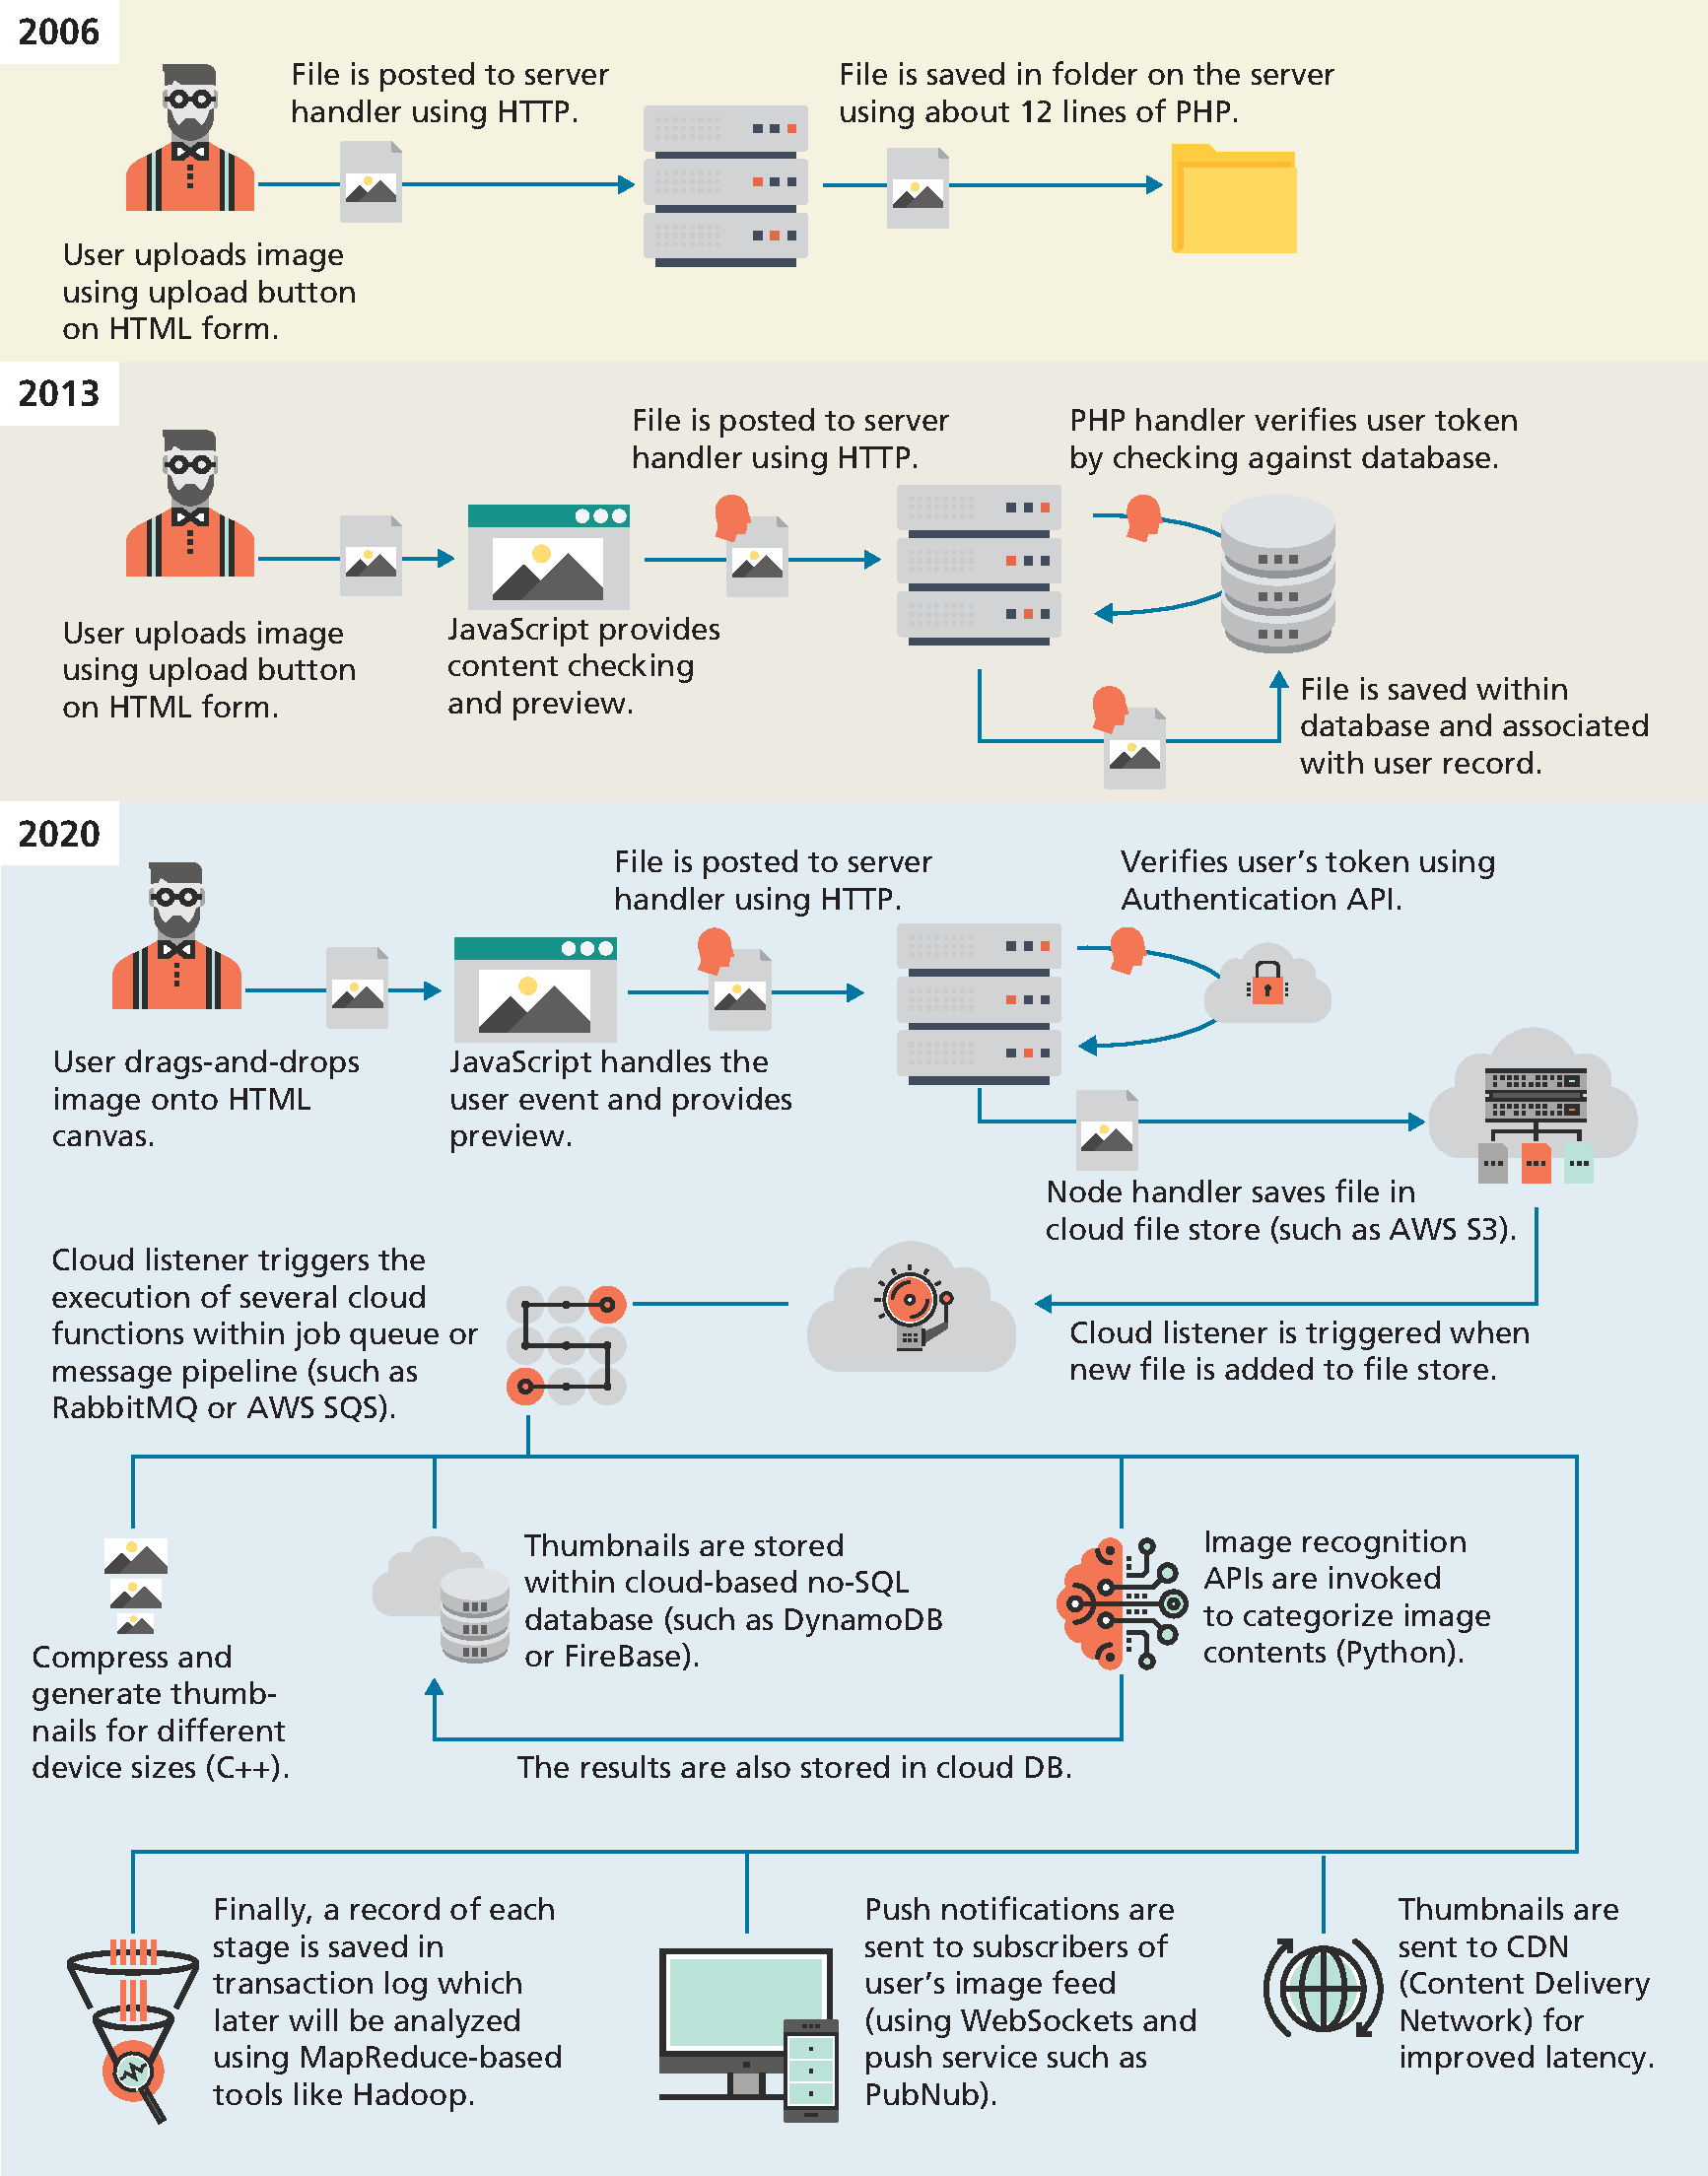 2006
File is posted to server
handler using HTTP.
File is saved in folder on the server
using about 12 lines of PHP.
User uploads image
using upload button
on HTML form.
2013
File is posted to server
handler using HTTP.
PHP handler verifies user token
by checking against database.
User uploads image
using upload button
on HTML form.
JavaScript provides
content checking
and preview.
File is saved within
database and associated
with user record.
2020
File is posted to server
handler using HTTP.
Verifies user’s token using
Authentication API.
User drags-and-drops
image onto HTML
canvas.
JavaScript handles the
user event and provides
preview.
Node handler saves file in
cloud file store (such as AWS S3).
Cloud listener is triggered when
new file is added to file store.
Cloud listener triggers the
execution of several cloud
functions within job queue or
message pipeline (such as
RabbitMQ or AWS SQS).
Compress and
generate thumb-
nails for different
device sizes (C++).
Thumbnails are stored
within cloud-based no-SQL
database (such as DynamoDB
or FireBase).
Image recognition
APIs are invoked
to categorize image
contents (Python).
The results are also stored in cloud DB.
Finally, a record of each
stage is saved in
transaction log which
later will be analyzed
using MapReduce-based
tools like Hadoop.
Push notifications are
sent to subscribers of
user’s image feed
(using WebSockets and
push service such as
PubNub).
Thumbnails are
sent to CDN
(Content Delivery
Network) for
improved latency.